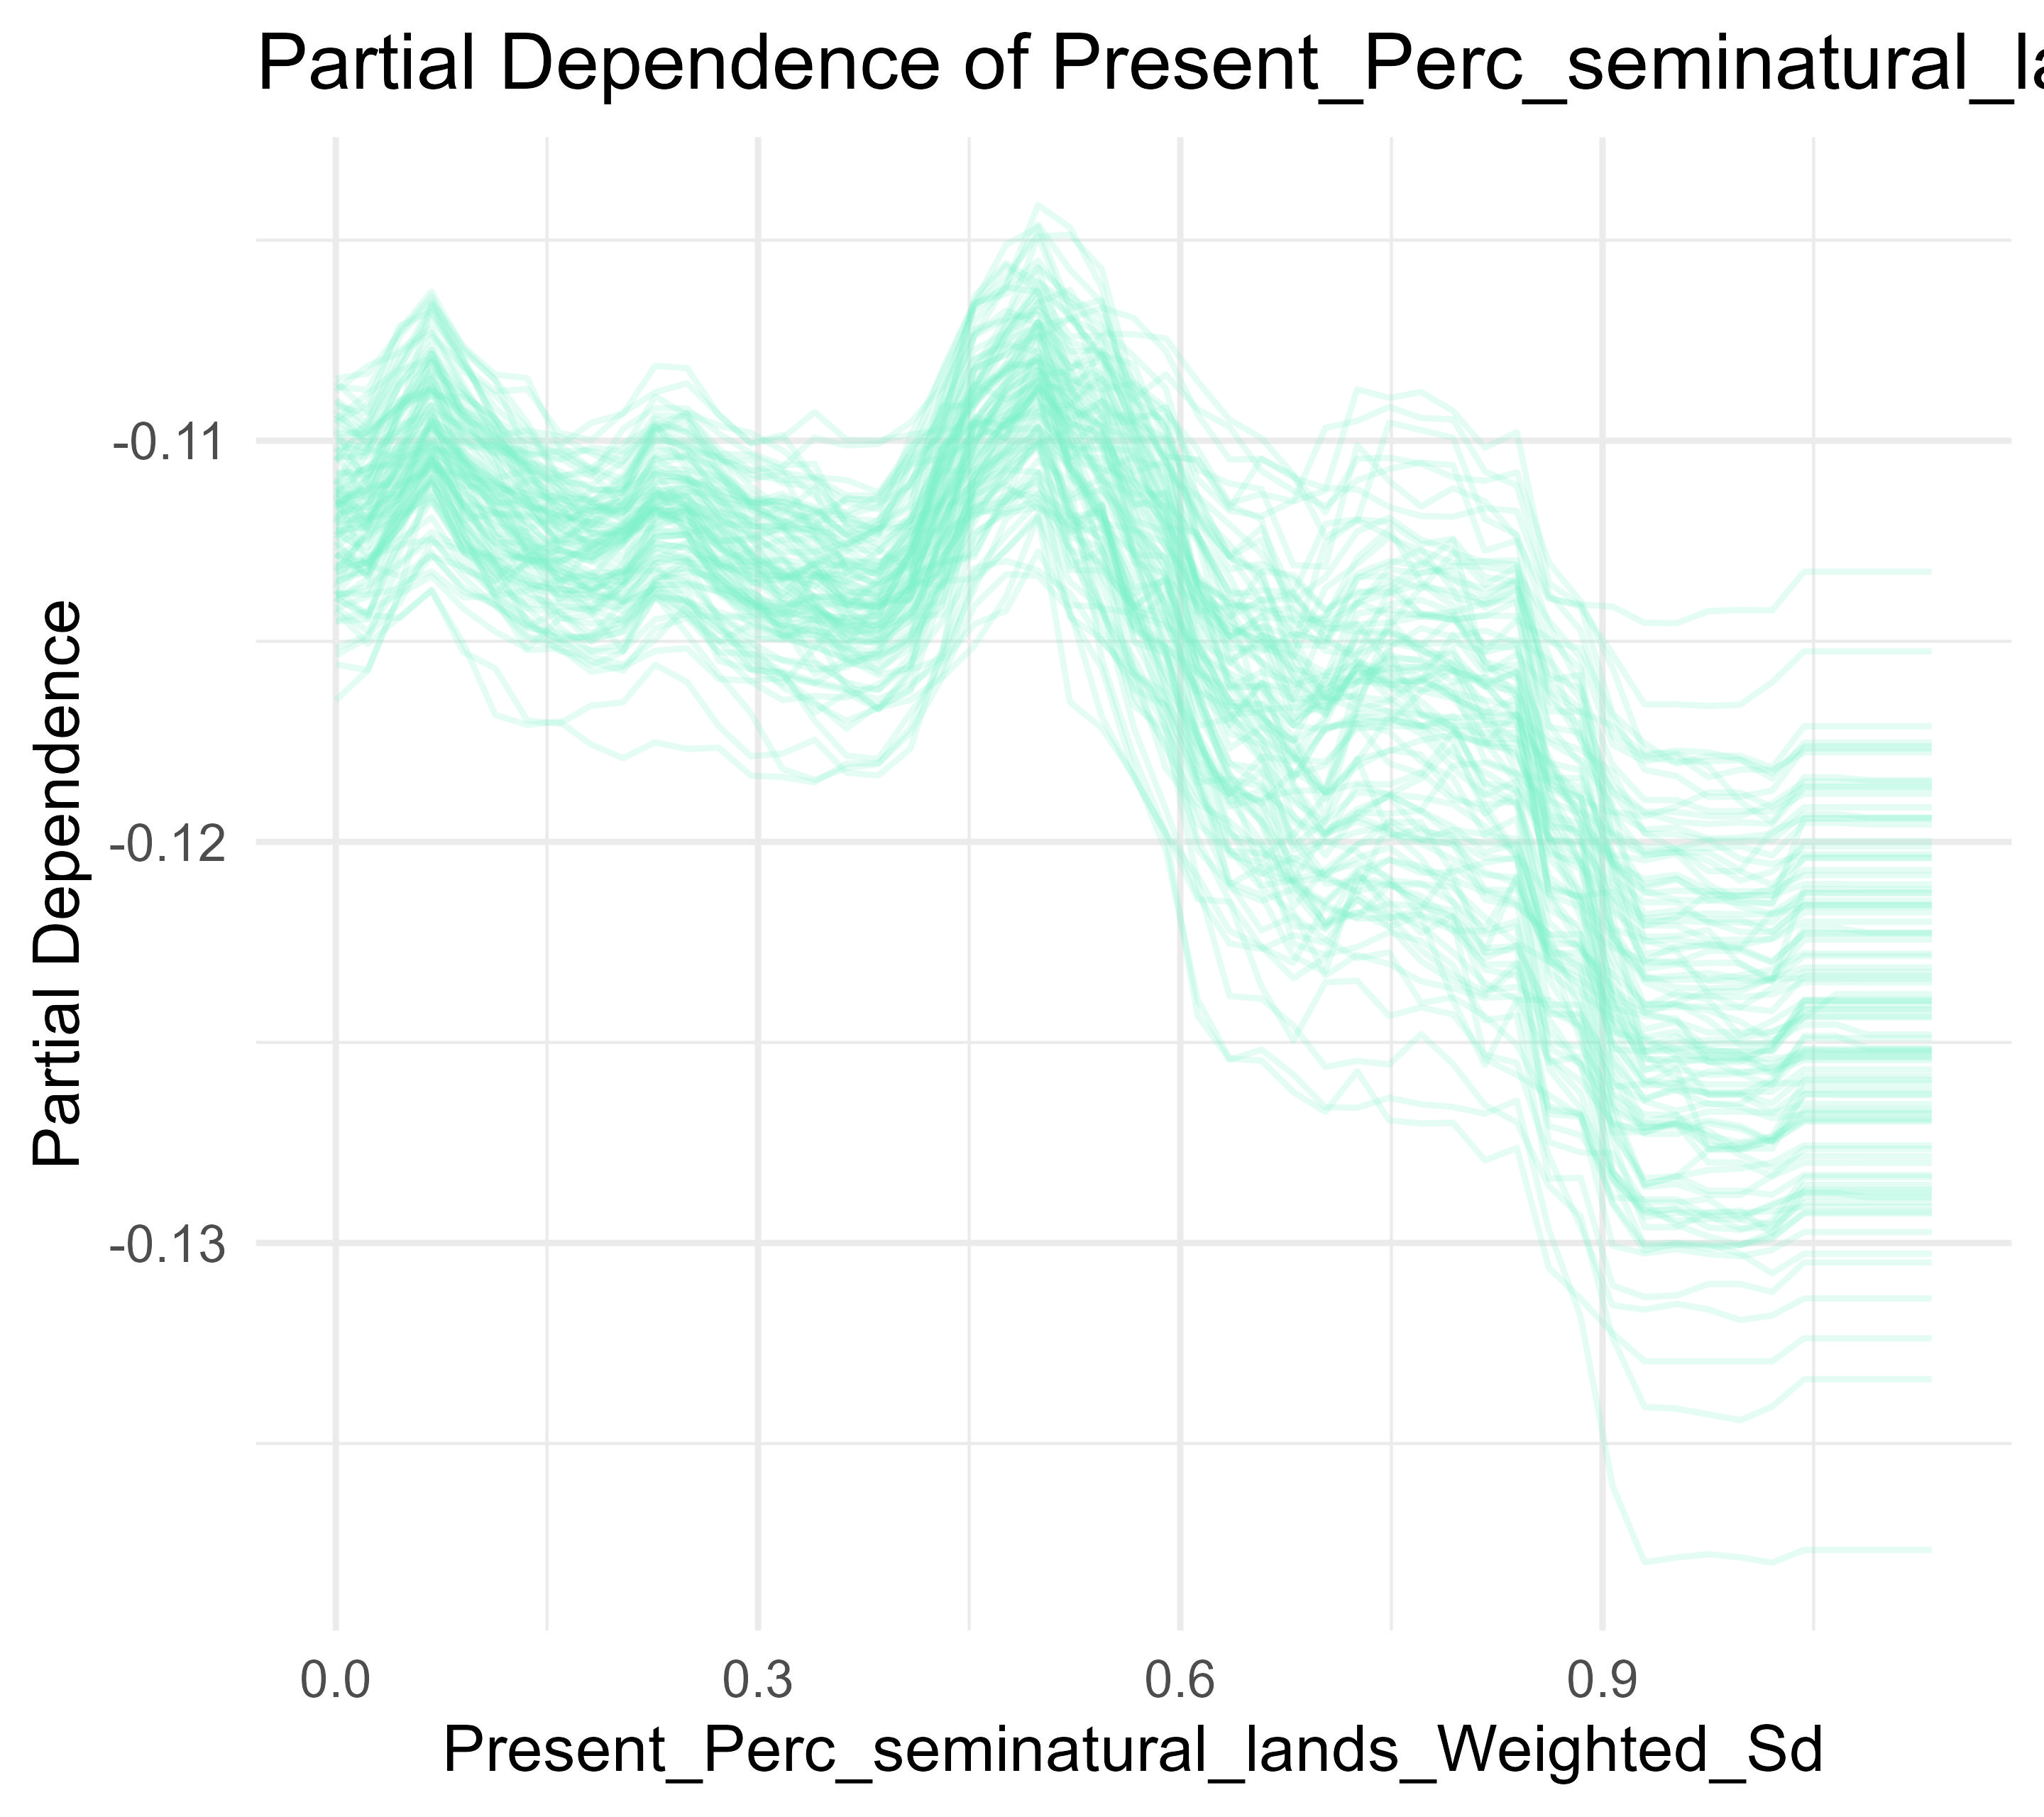 Partial Dependence of Present_Perc_seminatural_la
Partial Dependence
-0.11
-0.12
-0.13
0.0 0.3 0.6 0.9
Present_Perc_seminatural_lands_Weighted_Sd